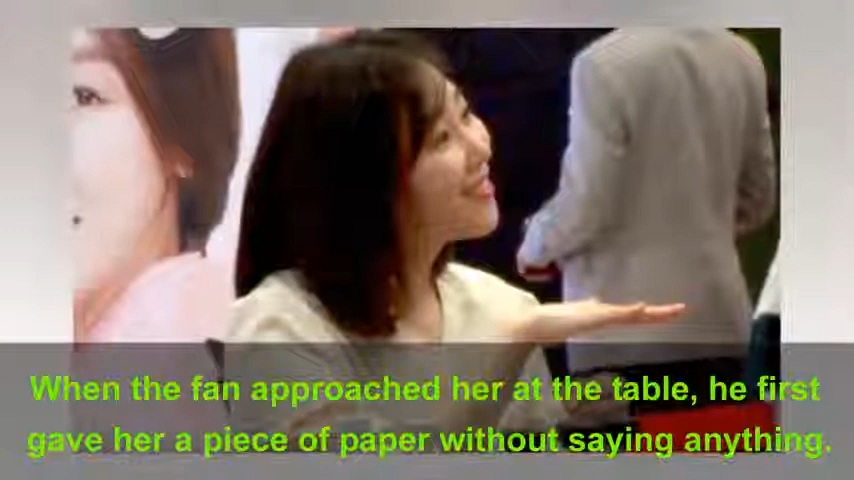 When the fan approached her at the table, he first
gave her a piece of paper without saying anything.